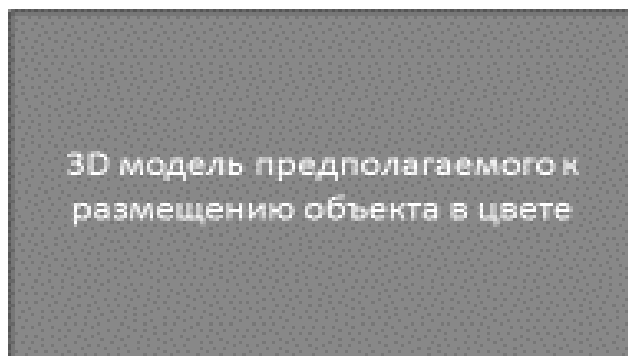 3D модель предполагаемого к
размещению объекта в цвете